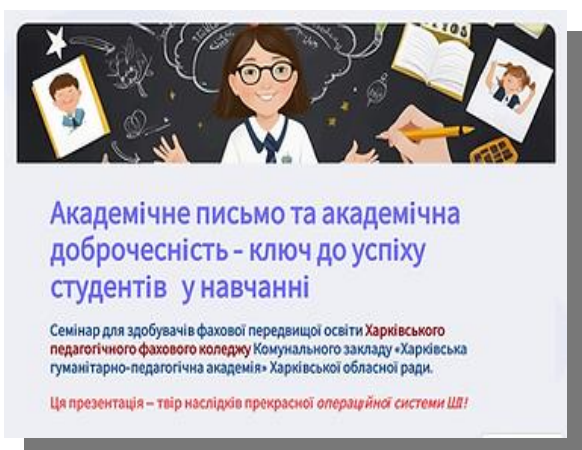 Академічне письмо та академічна
доброчесність - ключ до успіху
студентів у навчанні
Семінар для здобувачів фахової передвищої освіти Харківського
педагогічного фахового коледжу Комунального закладу «Харківська
гуманітарно-педагогічна академія» Харківської обласної ради.
Ця презентація – твір наслідків прекрасної операційної системи ШІ!